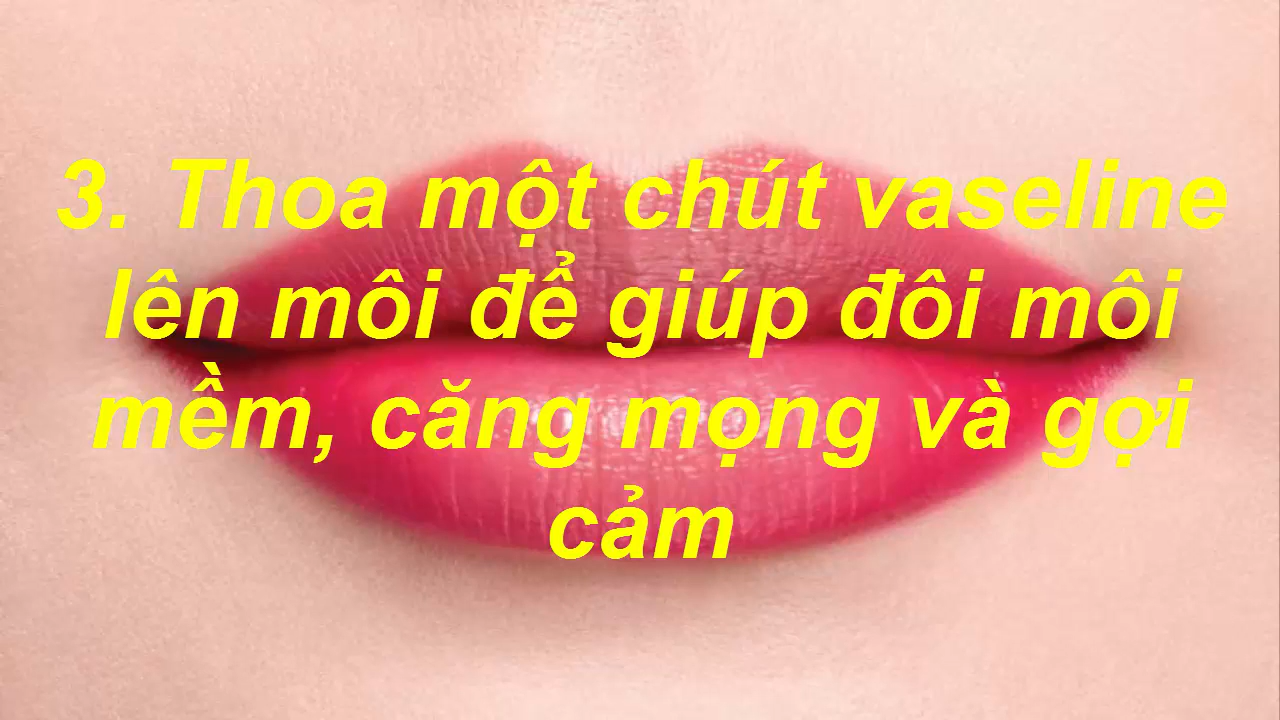 3. Thoa một chút vaseline
lên môi để giúp đôi môi
mềm, căng mọng và gợi
cảm